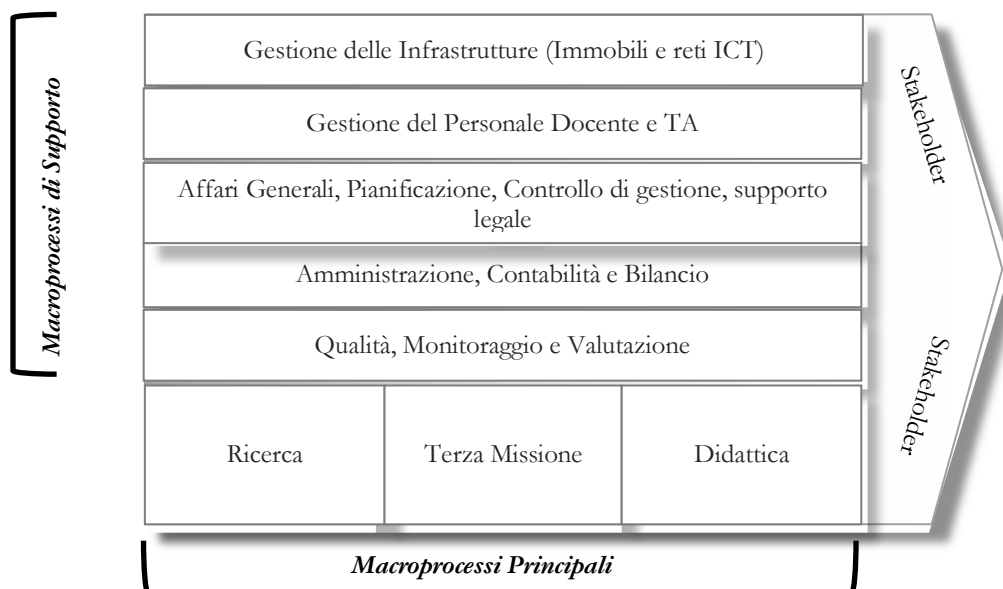 Macroprocessi di Supporto
Gestione delle Infrastrutture (Immobili e reti ICT)
Gestione del Personale Docente e TA
Affari Generali, Pianificazione, Controllo di gestione, supporto
legale
Amministrazione, Contabilità e Bilancio
Qualità, Monitoraggio e Valutazione
Ricerca
Terza Missione
Didattica
Stakeholder
Stakeholder
Macroprocessi Principali